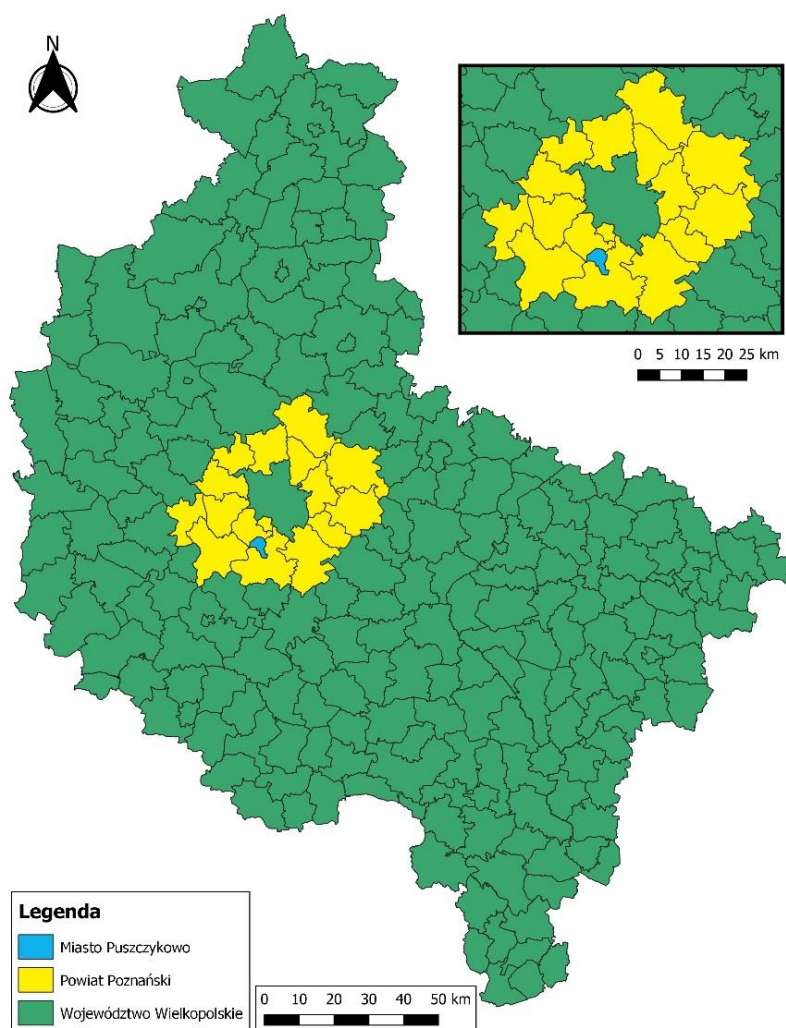 N
0 5 10 15 20 25 km
Legenda
Miasto Puszczykowo
Powiat Poznański
Województwo Wielkopolskie
0 10 20 30 40 50 km